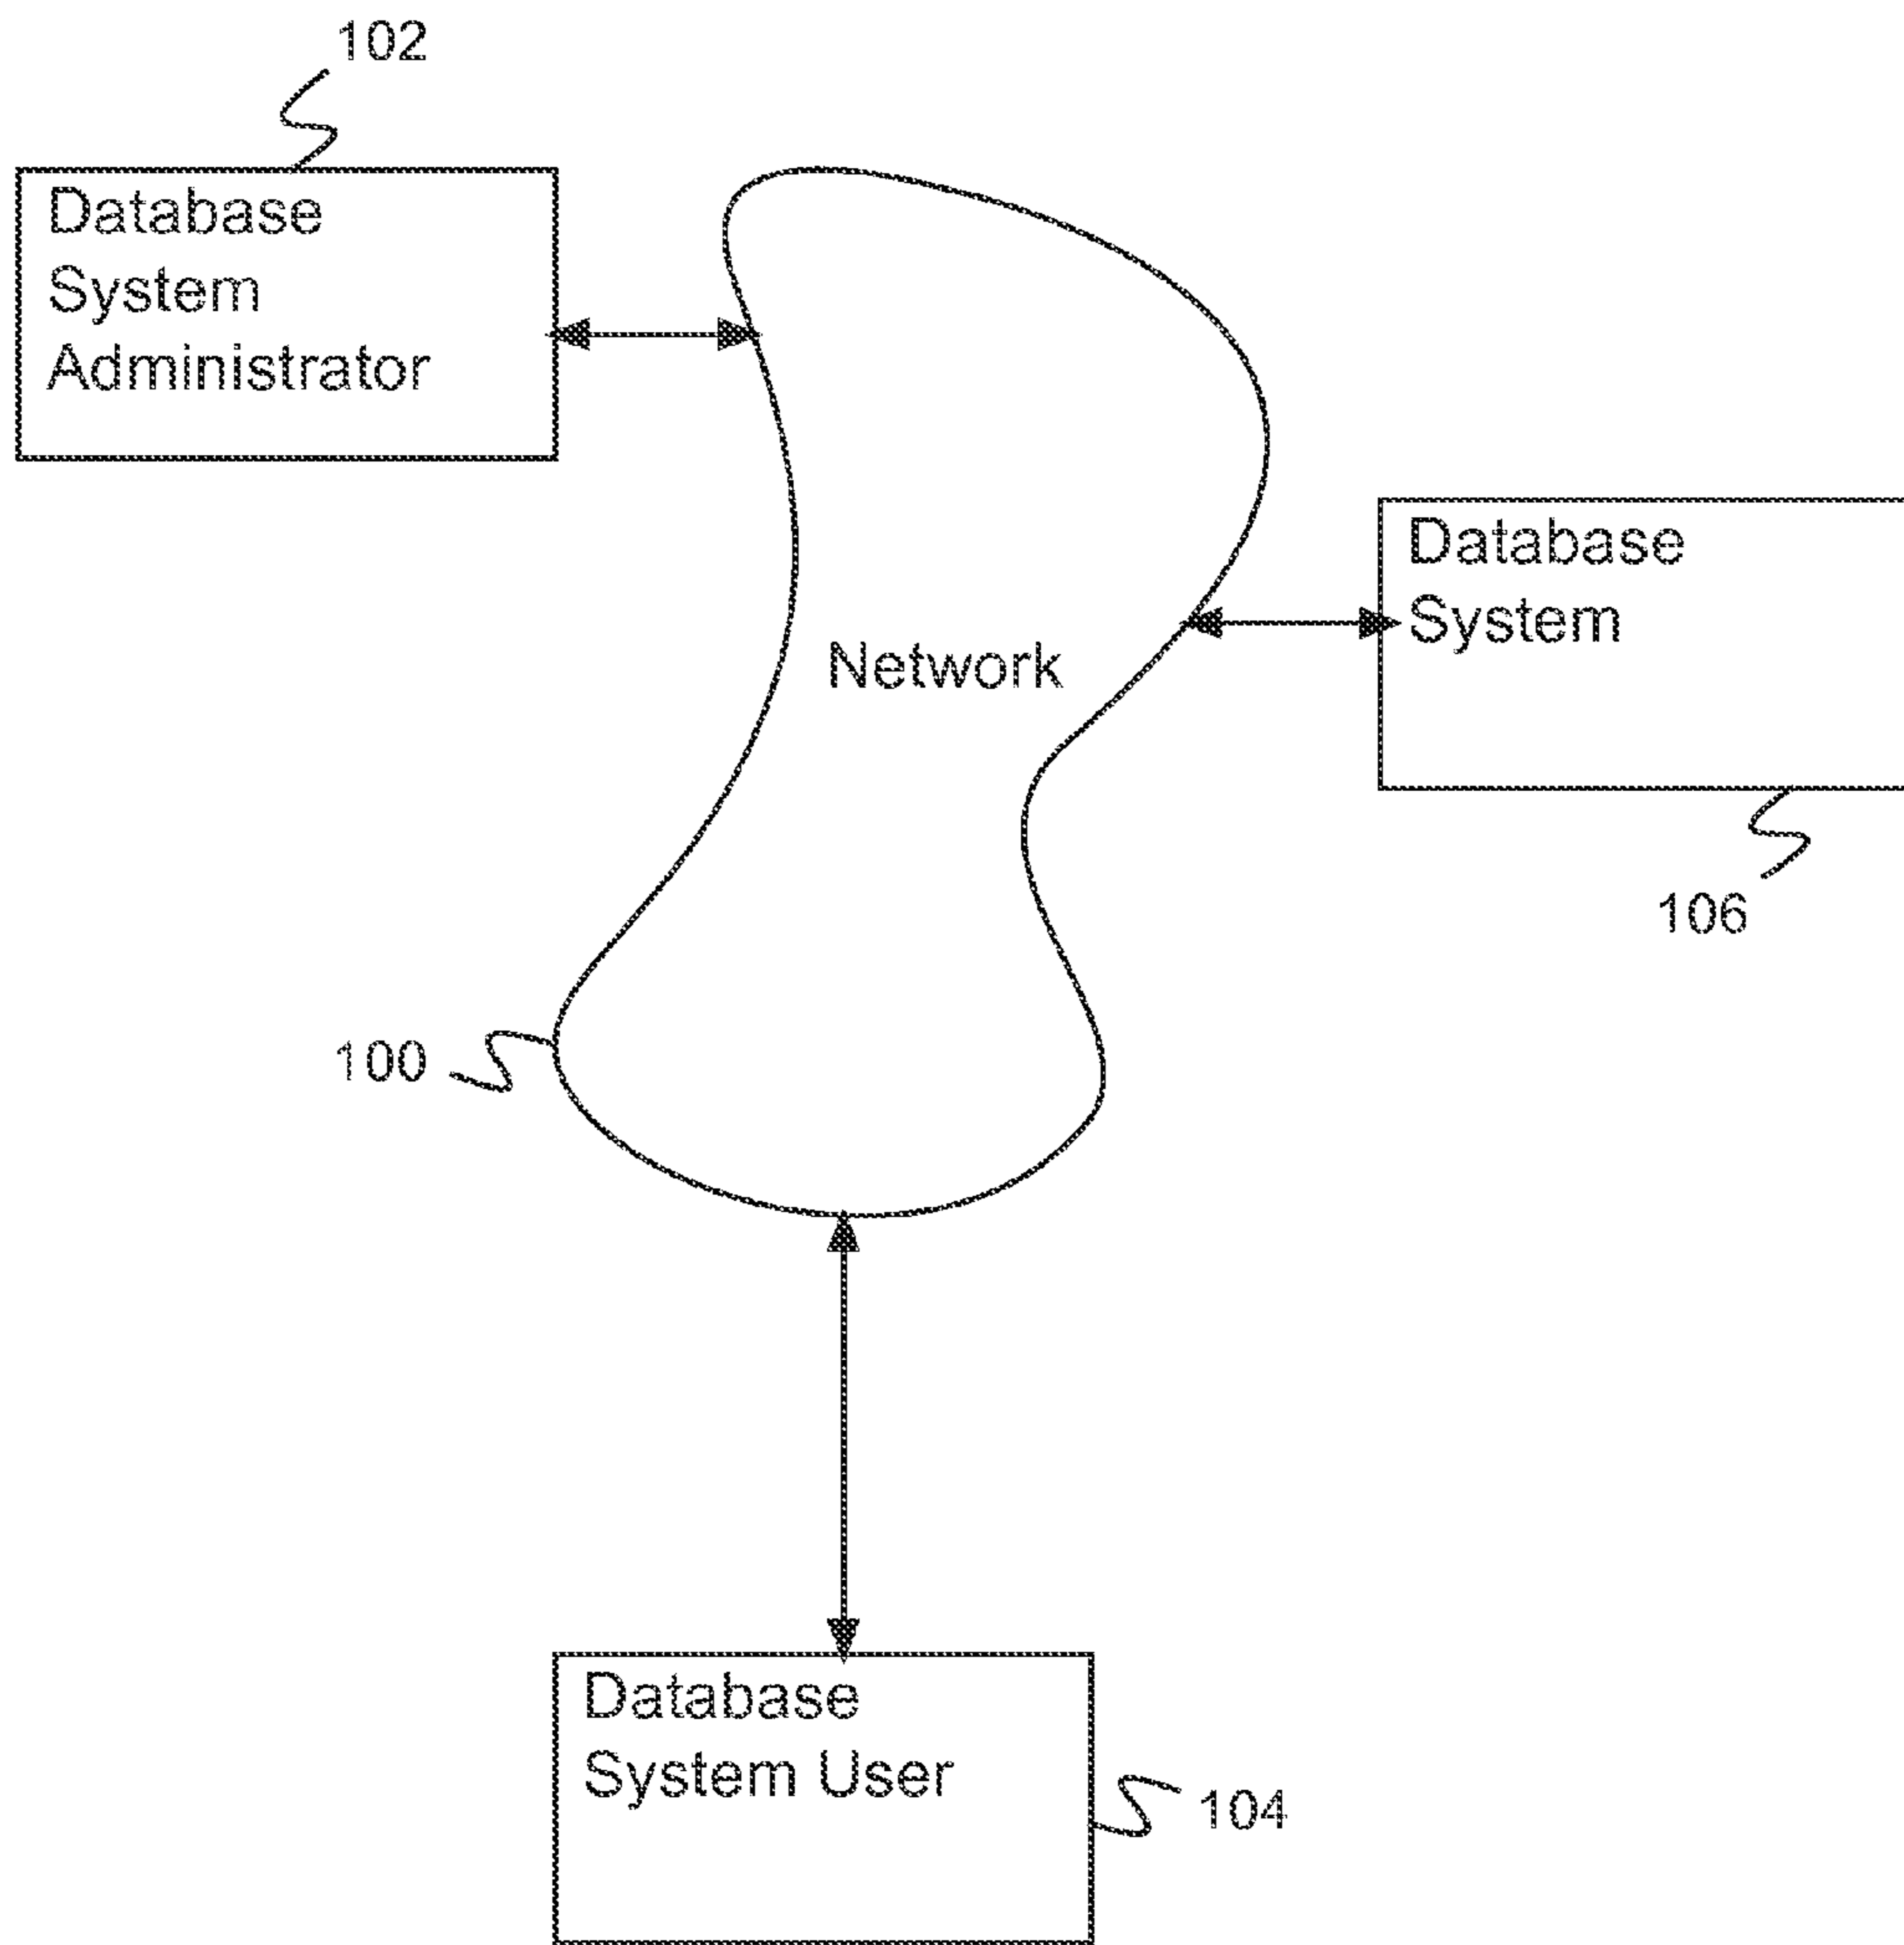 102
Database
System
Administrator
Database
System
Network
106
100
Database
System User
104